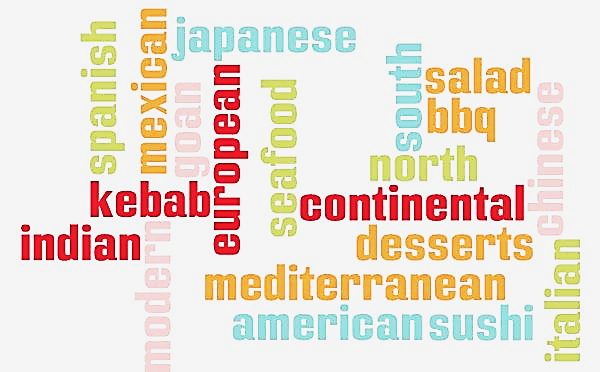 spanish
mexican
japanese
goan
european
seafood
south
salad
bbq
chinese
north
kebab
continental
indian
modern
desserts
mediterranean
italian
american sushi